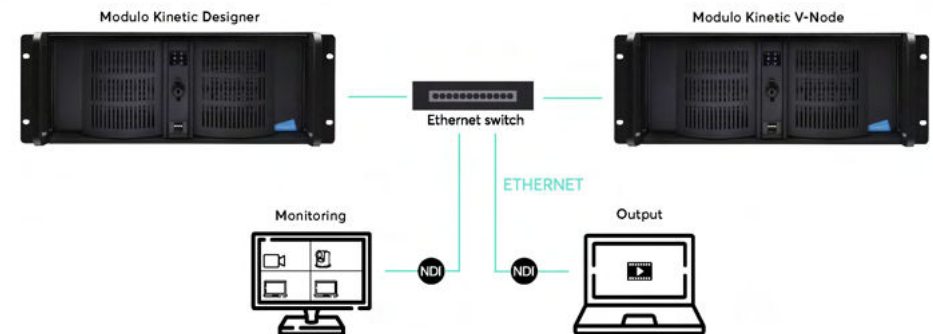 Modulo Kinetic Designer
Modulo Kinetic V-Node
Ethernet switch
ETHERNET
Monitoring
Output
NDI
NDI